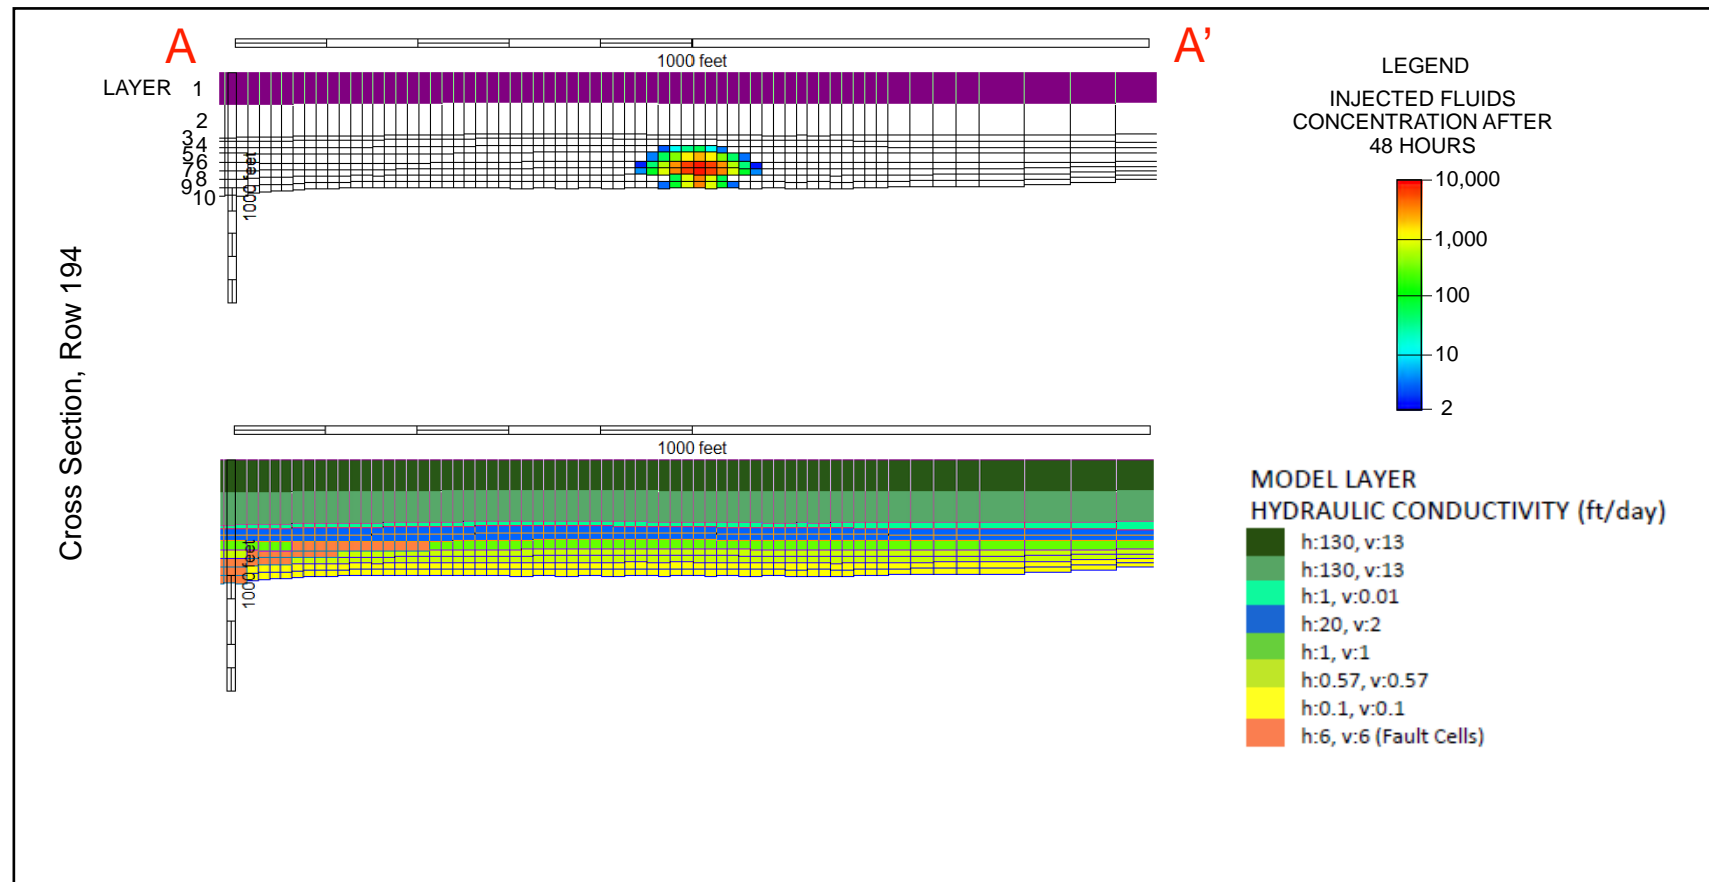 A
A’
1000 feet
LAYER 1
2
3
4
5
6
7
8
9
10
1000 feet
Cross Section, Row 194
LEGEND
INJECTED FLUIDS
CONCENTRATION AFTER
48 HOURS
10,000
1,000
100
10
2
1000 feet
1000 feet
MODEL LAYER
HYDRAULIC CONDUCTIVITY (ft/day)
h:130, v:13
h:130, v:13
h:1, v:0.01
h:20, v:2
h:1, v:1
h:0.57, v:0.57
h:0.1, v:0.1
h:6, v:6 (Fault Cells)